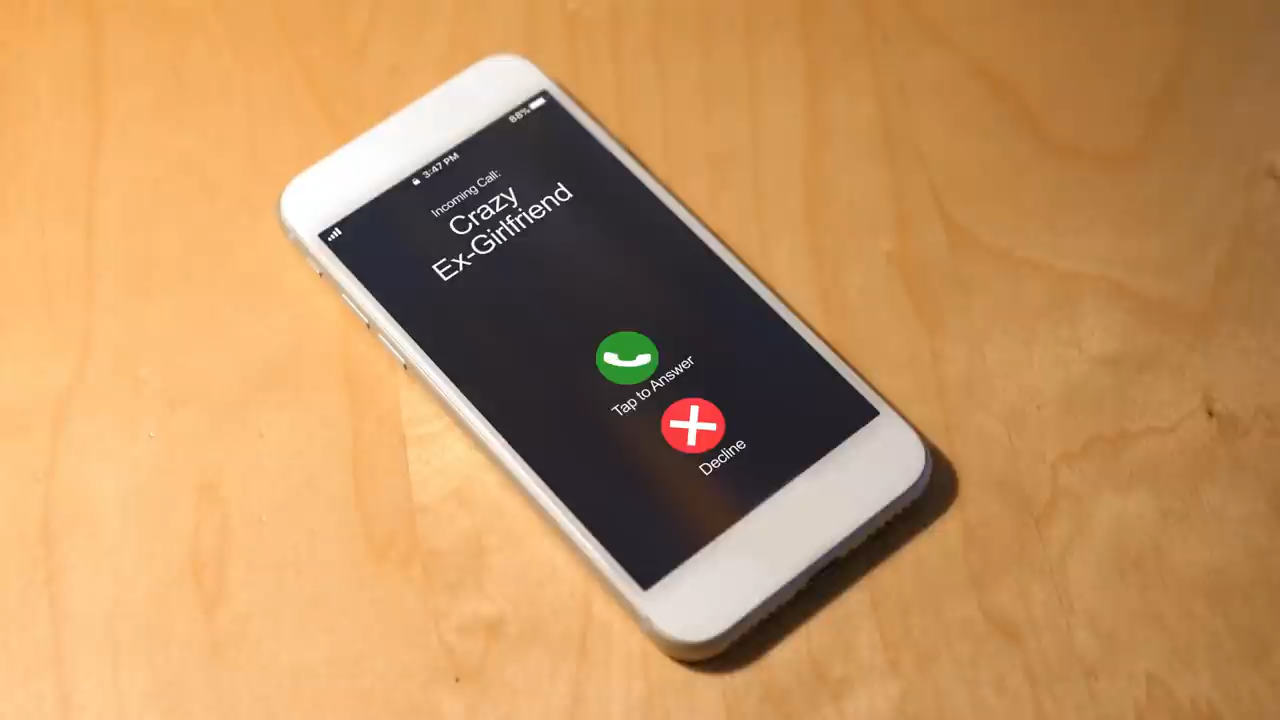 88%
3:47 PM
Incoming Call:
Crazy
Ex-Girlfriend
Tap to Answer
Decline